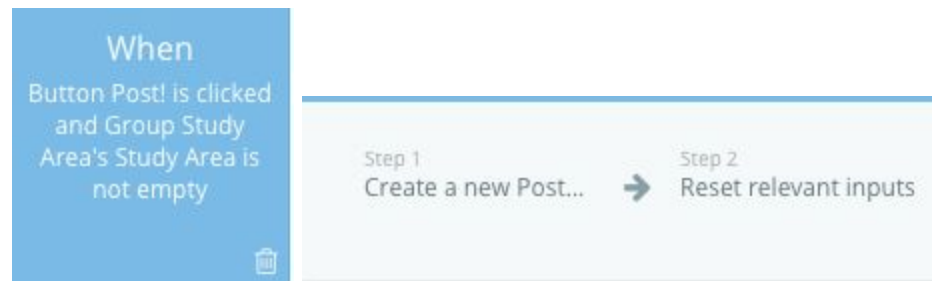 When
Button Post! is clicked
and Group Study
Area's Study Area is
not empty
Step 1
Create a new Post...
Step 2
Reset relevant inputs